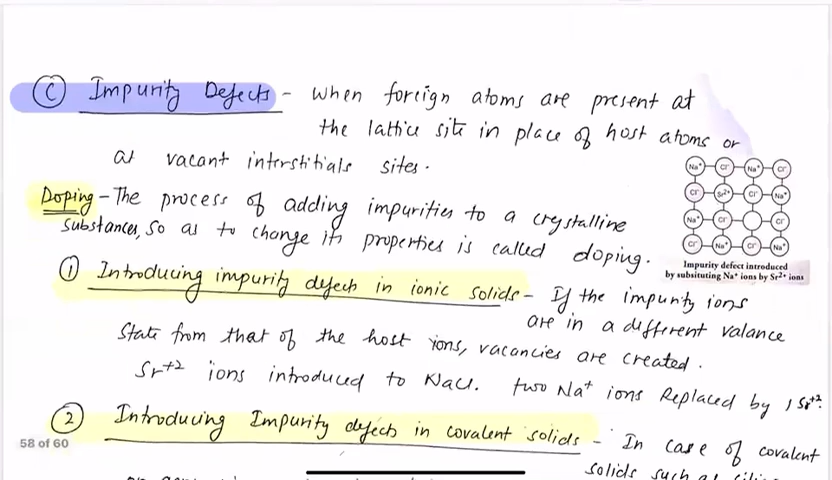 (C) Impurity Defects - when foreign atoms are present at
the lattice site in place of host atoms or
at vacant interstitials sites.
Doping - The process of adding impurities to a crystalline
substances, so as to change its properties is called doping.
Na⁺ Cl⁻ Na⁺ Cl⁻
Cl⁻ Sr²⁺ Cl⁻ Na⁺
Na⁺ Cl⁻ Cl⁻
Cl⁻ Na⁺ Cl⁻ Na⁺
Impurity defect introduced
by subsituting Na⁺ ions by Sr²⁺ ions
(1) Introducing impurity defect in ionic solids - If the impurity ions
are in a different valance
state from that of the host ions, vacancies are created.
Sr⁺² ions introduced to NaCl. two Na⁺ ions Replaced by 1 Sr⁺².
(2) Introducing Impurity defects in covalent solids - In case of covalent
58 of 60
solids such as